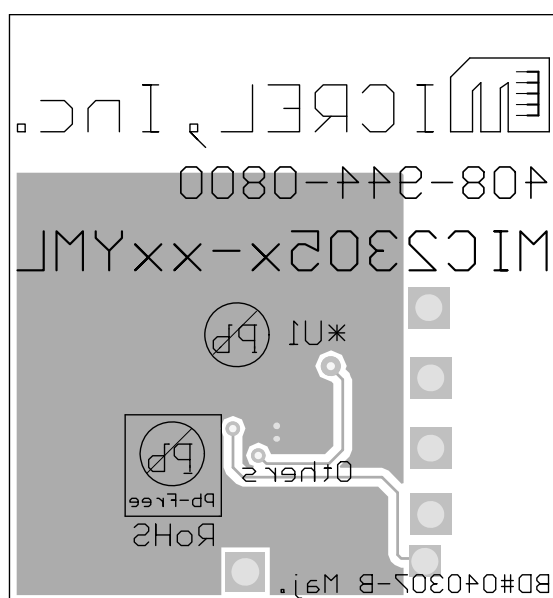 MICREL, Inc.
408-944-0800
MIC2305x-xxYML
*U1
Pb
Pb
Pb-Free
Others
RoHS
BD#040307-B Maj.